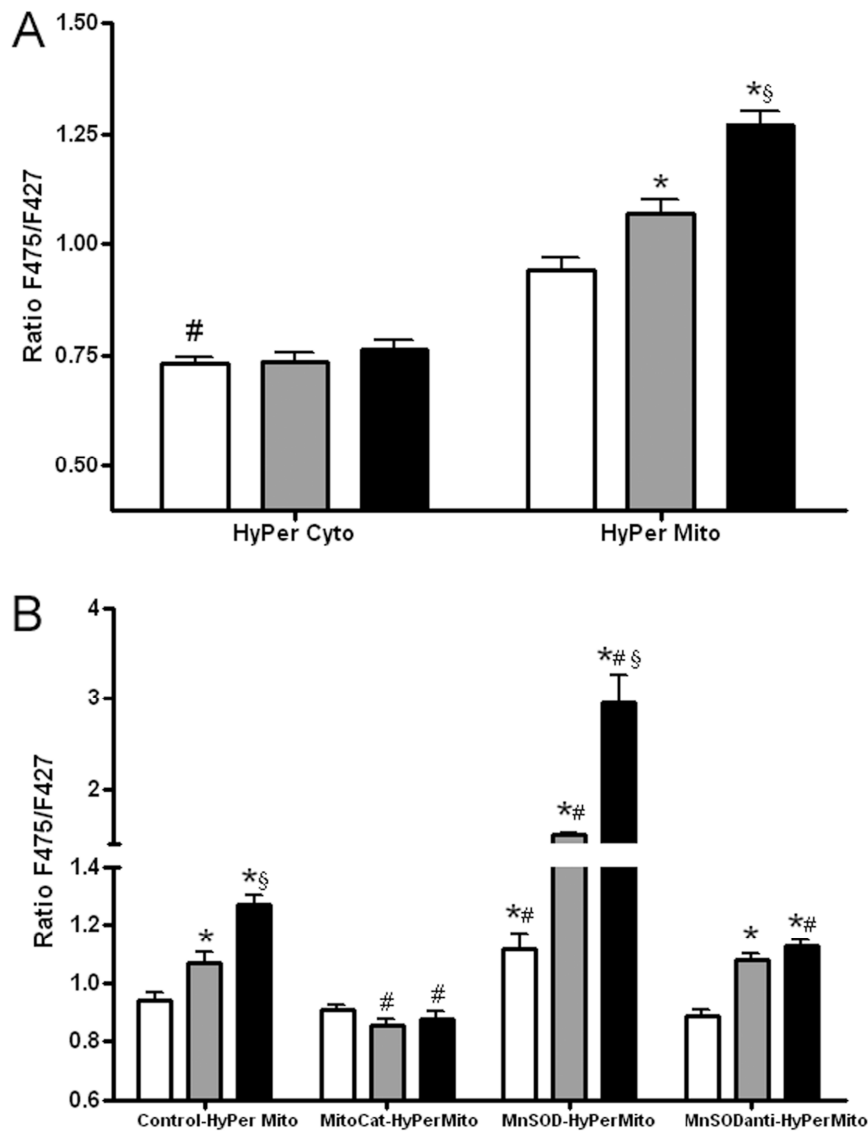 A
1.50
1.25
1.00
0.75
0.50
Ratio F475/F427
#
*
*§
HyPer Cyto
HyPer Mito
B
4
3
2
1.4
1.2
1.0
0.8
0.6
Ratio F475/F427
*
*§
#
#
*#
*#
*# §
*
*#
Control-HyPer Mito
MitoCat-HyPerMito
MnSOD-HyPerMito
MnSODanti-HyPerMito